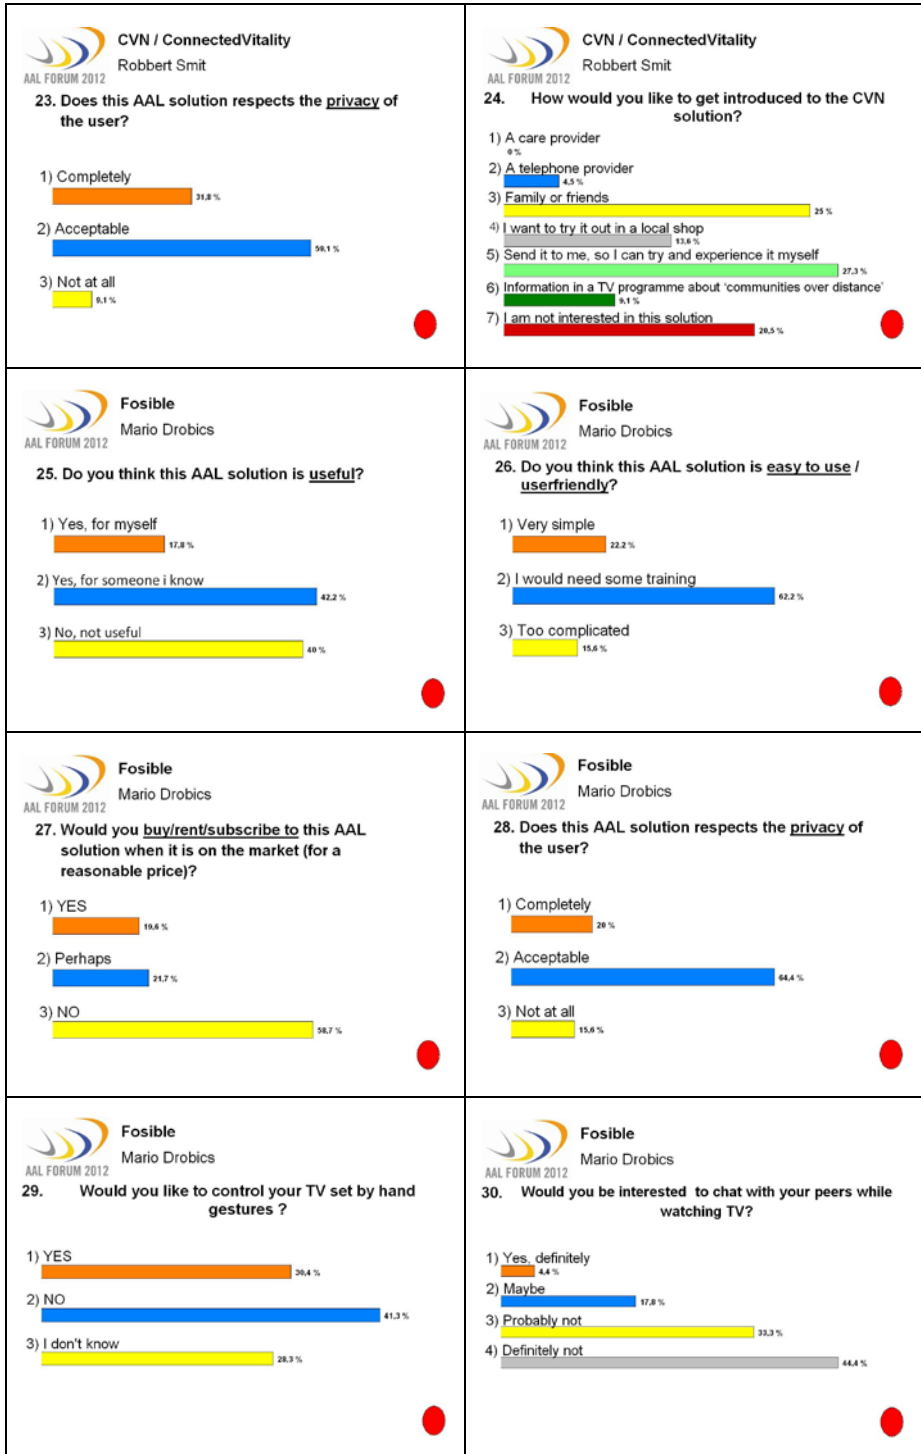 AAL FORUM 2012
CVN / ConnectedVitality
Robbert Smit
23. Does this AAL solution respects the privacy of
the user?
1) Completely
31,8 %
2) Acceptable
59,1 %
3) Not at all
9,1 %
AAL FORUM 2012
CVN / ConnectedVitality
Robbert Smit
24. How would you like to get introduced to the CVN
solution?
1) A care provider
0 %
2) A telephone provider
4,5 %
3) Family or friends
25 %
4) I want to try it out in a local shop
13,6 %
5) Send it to me, so I can try and experience it myself
27,3 %
6) Information in a TV programme about 'communities over distance'
9,1 %
7) I am not interested in this solution
20,5 %
AAL FORUM 2012
Fosible
Mario Drobics
25. Do you think this AAL solution is useful?
1) Yes, for myself
17,8 %
2) Yes, for someone i know
42,2 %
3) No, not useful
40 %
AAL FORUM 2012
Fosible
Mario Drobics
26. Do you think this AAL solution is easy to use /
userfriendly?
1) Very simple
22,2 %
2) I would need some training
62,2 %
3) Too complicated
15,6 %
AAL FORUM 2012
Fosible
Mario Drobics
27. Would you buy/rent/subscribe to this AAL
solution when it is on the market (for a
reasonable price)?
1) YES
19,6 %
2) Perhaps
21,7 %
3) NO
58,7 %
AAL FORUM 2012
Fosible
Mario Drobics
28. Does this AAL solution respects the privacy of
the user?
1) Completely
20 %
2) Acceptable
64,4 %
3) Not at all
15,6 %
AAL FORUM 2012
Fosible
Mario Drobics
29. Would you like to control your TV set by hand
gestures ?
1) YES
30,4 %
2) NO
41,3 %
3) I don't know
28,3 %
AAL FORUM 2012
Fosible
Mario Drobics
30. Would you be interested to chat with your peers while
watching TV?
1) Yes, definitely
4,4 %
2) Maybe
17,8 %
3) Probably not
33,3 %
4) Definitely not
44,4 %